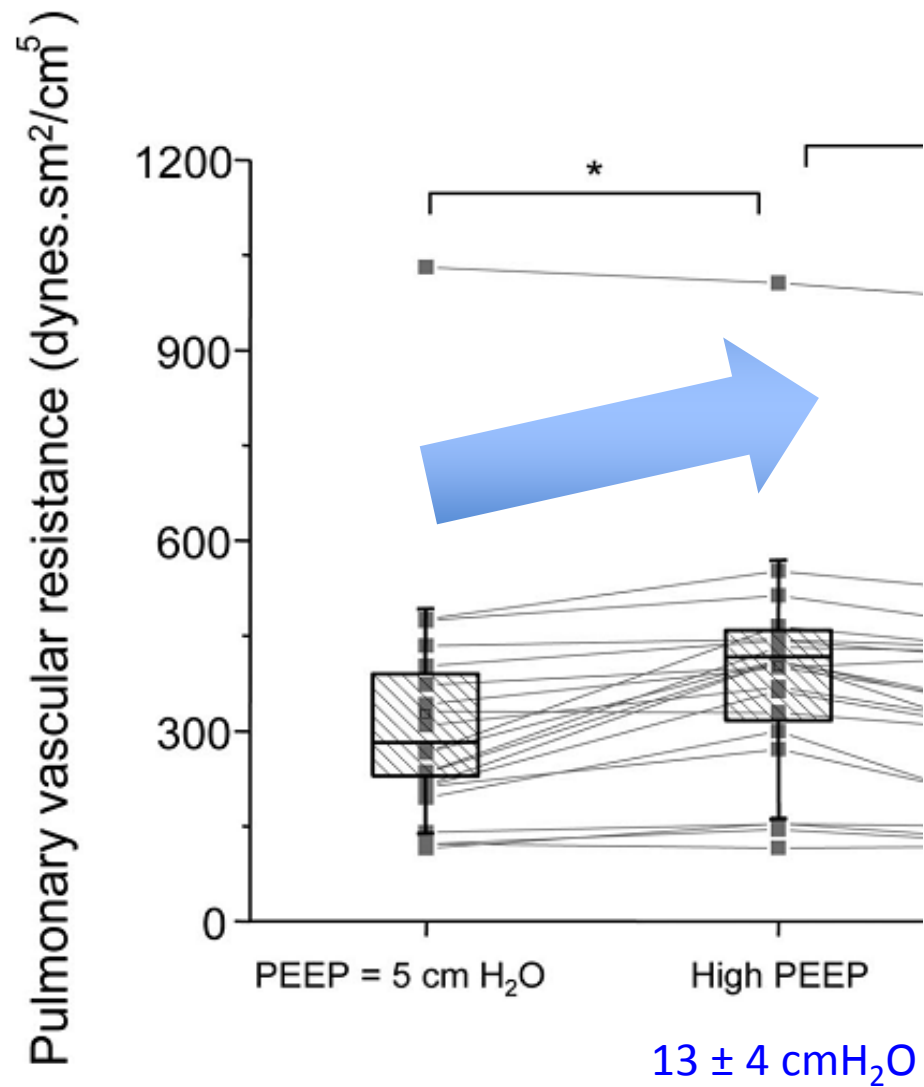 Pulmonary vascular resistance (dynes.sm²/cm⁵)
1200
900
600
300
0
*
PEEP = 5 cm H₂O
High PEEP
13 ± 4 cmH₂O